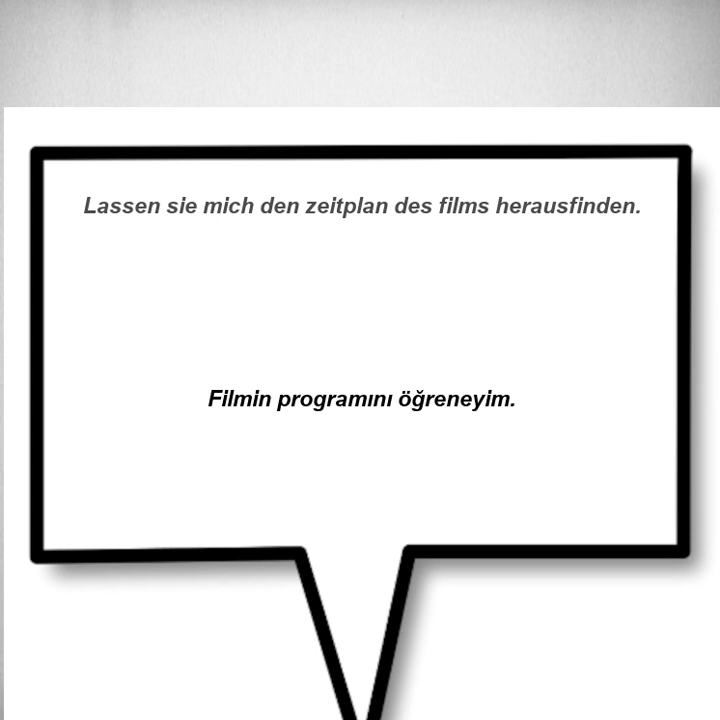 Lassen sie mich den zeitplan des films herausfinden.
Filmin programını öğreneyim.